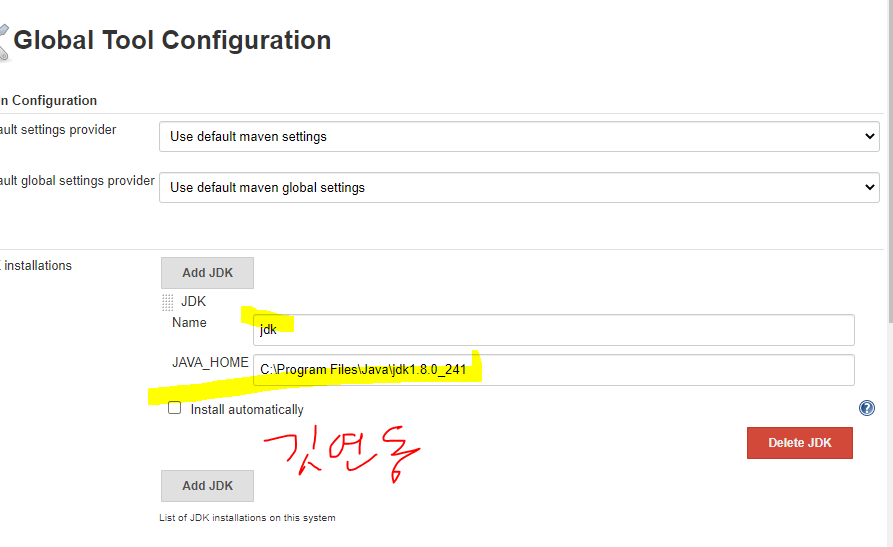 Global Tool Configuration
n Configuration
ault settings provider
Use default maven settings
ault global settings provider
Use default maven global settings
installations
Add JDK
JDK
Name
jdk
JAVA_HOME
C:\Program Files\Java\jdk1.8.0_241
Install automatically
?
깃연동
Delete JDK
Add JDK
List of JDK installations on this system